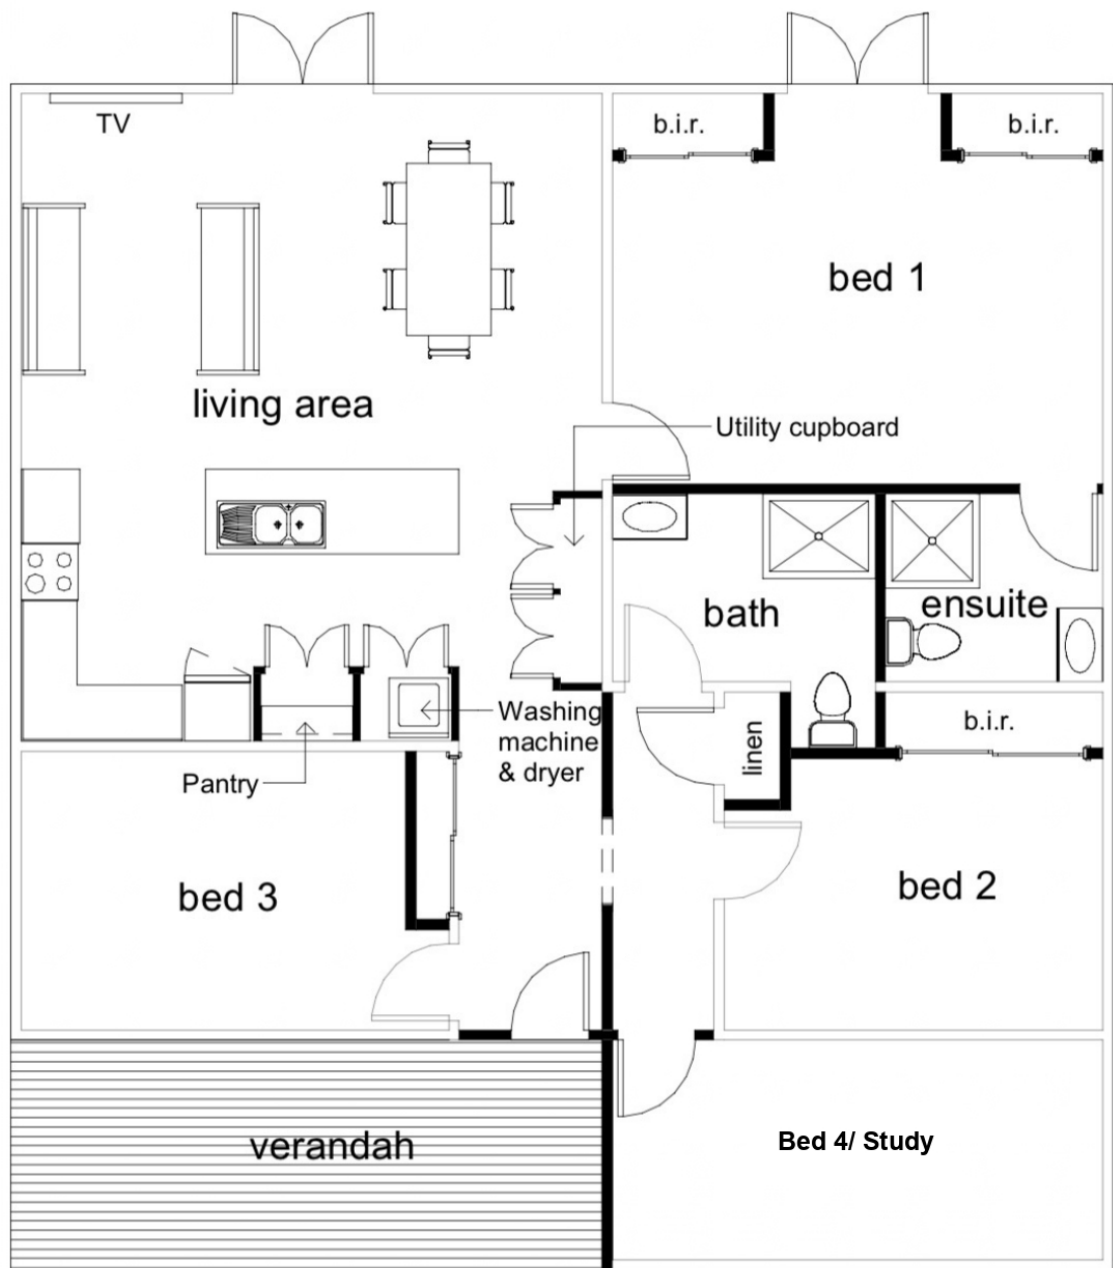 TV
b.i.r.
b.i.r.
bed 1
living area
Utility cupboard
bath
ensuite
Washing
machine
& dryer
linen
b.i.r.
Pantry
bed 3
bed 2
verandah
Bed 4/ Study